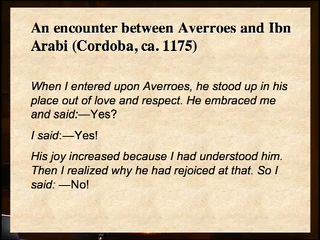 An encounter between Averroes and Ibn
Arabi (Cordoba, ca. 1175)
When I entered upon Averroes, he stood up in his
place out of love and respect. He embraced me
and said:—Yes?
I said:—Yes!
His joy increased because I had understood him.
Then I realized why he had rejoiced at that. So I
said: —No!